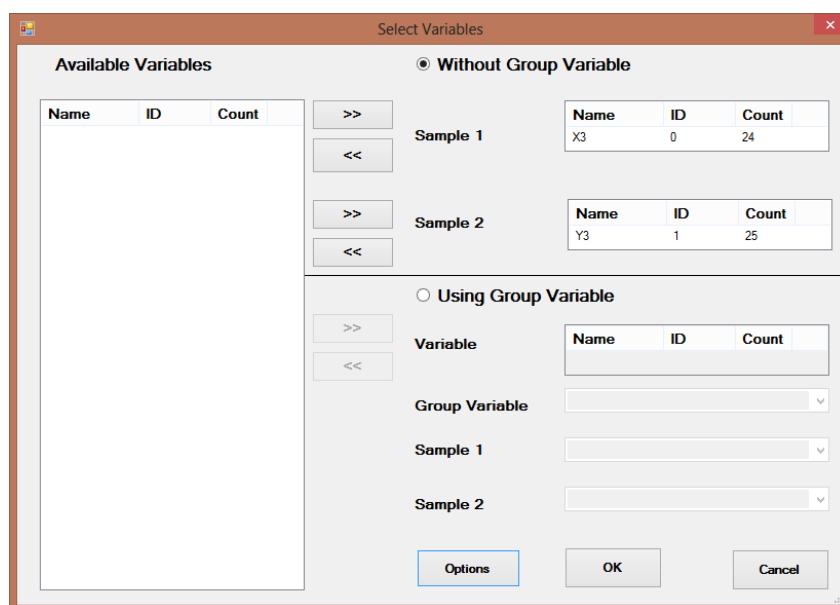 Select Variables
Available Variables
Name ID Count
>>
<<
>>
<<
>>
<<
Without Group Variable
Sample 1
Name ID Count
X3 0 24
Sample 2
Name ID Count
Y3 1 25
Using Group Variable
Variable
Name ID Count
Group Variable
Sample 1
Sample 2
Options OK Cancel